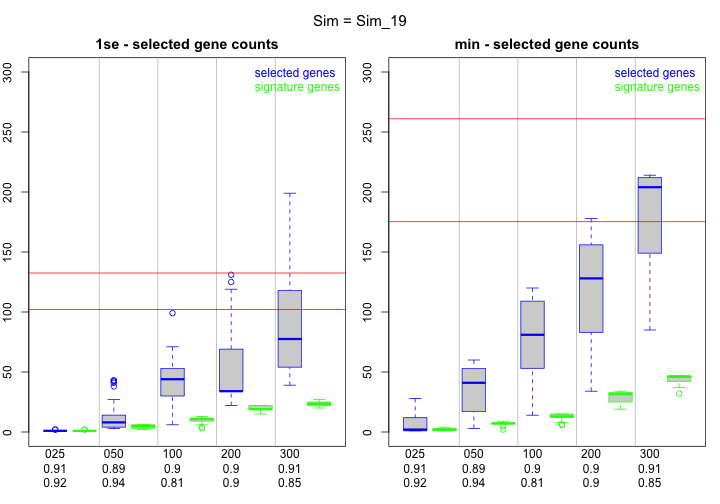 Sim = Sim_19
1se - selected gene counts
selected genes
signature genes
300
250
200
150
100
50
0
025 050 100 200 300
0.91 0.89 0.9 0.9 0.91
0.92 0.94 0.81 0.9 0.85
min - selected gene counts
selected genes
signature genes
300
250
200
150
100
50
0
025 050 100 200 300
0.91 0.89 0.9 0.9 0.91
0.92 0.94 0.81 0.9 0.85